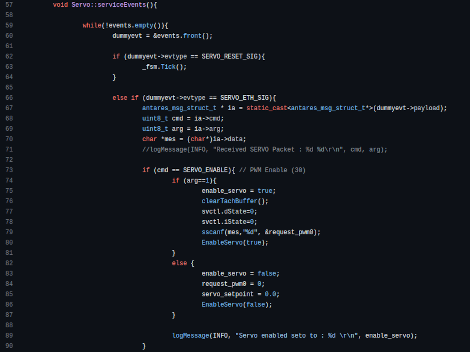 57 void Servo::serviceEvents(){
58
59 while(!events.empty()){
60 dummyevt = &events.front();
61
62 if (dummyevt->evtype == SERVO_RESET_SIG){
63 _fsm.Tick();
64 }
65
66 else if (dummyevt->evtype == SERVO_ETH_SIG){
67 antares_msg_struct_t * ia = static_cast<antares_msg_struct_t*>(dummyevt->payload);
68 uint8_t cmd = ia->cmd;
69 uint8_t arg = ia->arg;
70 char *mes = (char*)ia->data;
71 //logMessage(INFO, "Received SERVO Packet : %d %d\r\n", cmd, arg);
72
73 if (cmd == SERVO_ENABLE){ // PWM Enable (30)
74 if (arg==1){
75 enable_servo = true;
76 clearTachBuffer();
77 svctl.dState=0;
78 svctl.iState=0;
79 sscanf(mes,"%d", &request_pwm0);
80 EnableServo(true);
81 }
82 else {
83 enable_servo = false;
84 request_pwm0 = 0;
85 servo_setpoint = 0.0;
86 EnableServo(false);
87 }
88
89 logMessage(INFO, "Servo enabled seto to : %d \r\n", enable_servo);
90 }